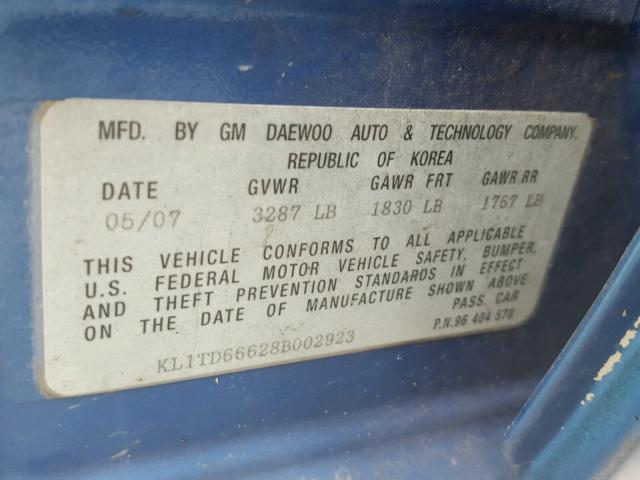 MFD. BY GM DAEWOO AUTO & TECHNOLOGY COMPANY.
REPUBLIC OF KOREA
DATE GVWR GAWR FRT GAWR RR
05/07 3287 LB 1830 LB 1767 LB
THIS VEHICLE CONFORMS TO ALL APPLICABLE
U.S. FEDERAL MOTOR VEHICLE SAFETY, BUMPER,
AND THEFT PREVENTION STANDARDS IN EFFECT
ON THE DATE OF MANUFACTURE SHOWN ABOVE
PASS. CAR
KL1TD66628B002923 P.N.96 404 578